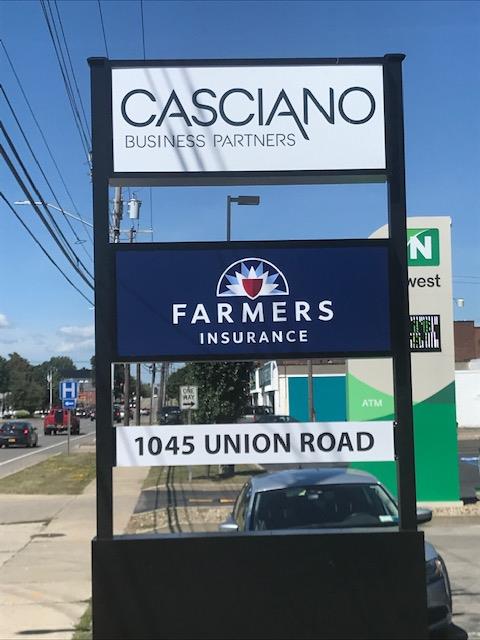 CASCIANO
BUSINESS PARTNERS
N
west
FARMERS
INSURANCE
H
ONE
WAY
ATM
1045 UNION ROAD